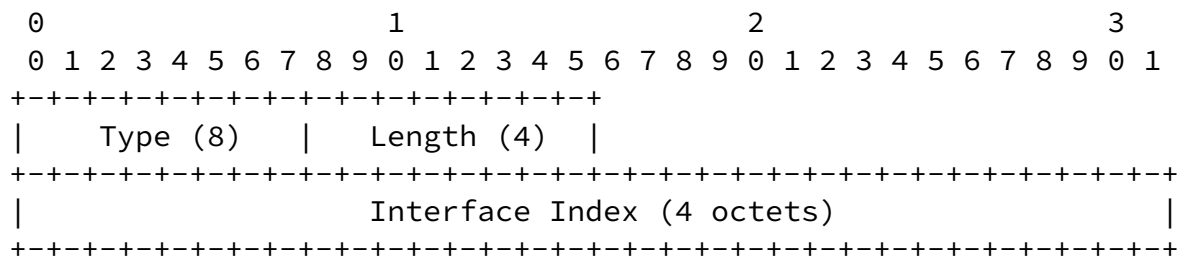 0                   1                   2                   3
 0 1 2 3 4 5 6 7 8 9 0 1 2 3 4 5 6 7 8 9 0 1 2 3 4 5 6 7 8 9 0 1
+-+-+-+-+-+-+-+-+-+-+-+-+-+-+-+-+
|    Type (8)   |   Length (4)  |
+-+-+-+-+-+-+-+-+-+-+-+-+-+-+-+-+-+-+-+-+-+-+-+-+-+-+-+-+-+-+-+-+
|                   Interface Index (4 octets)                  |
+-+-+-+-+-+-+-+-+-+-+-+-+-+-+-+-+-+-+-+-+-+-+-+-+-+-+-+-+-+-+-+-+